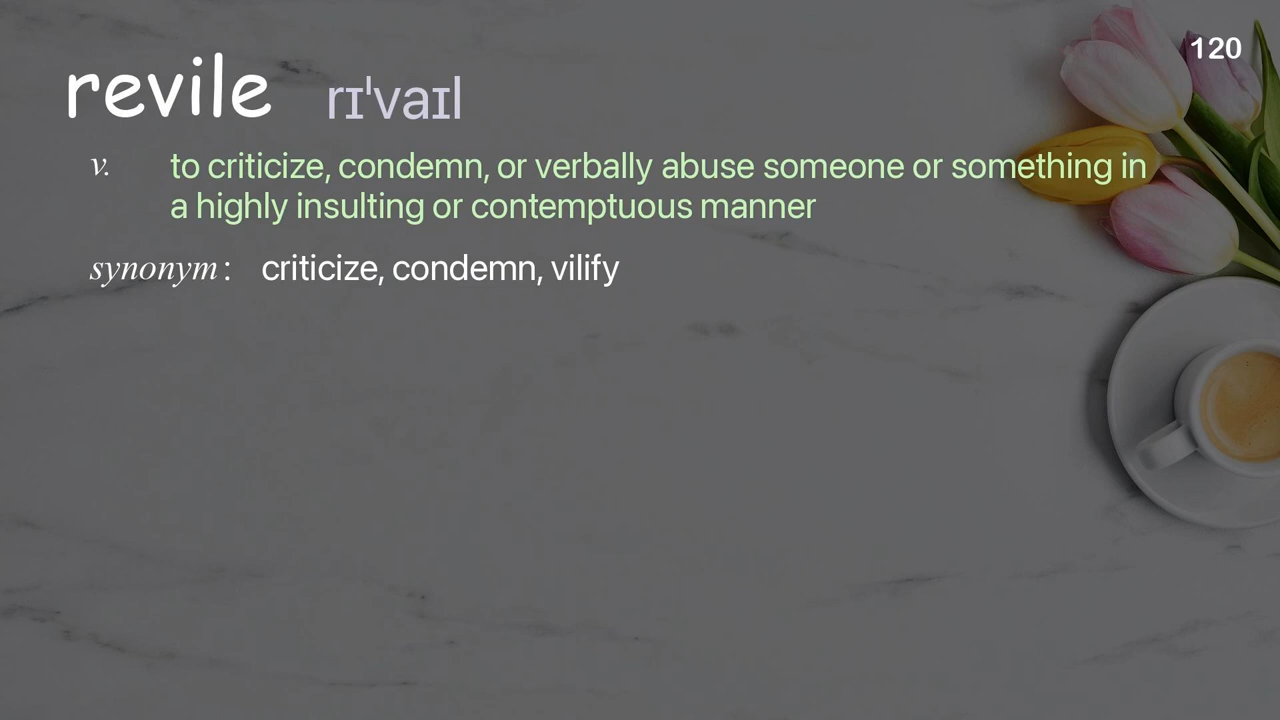 120
revile rɪˈvaɪl
v. to criticize, condemn, or verbally abuse someone or something in
a highly insulting or contemptuous manner
synonym : criticize, condemn, vilify